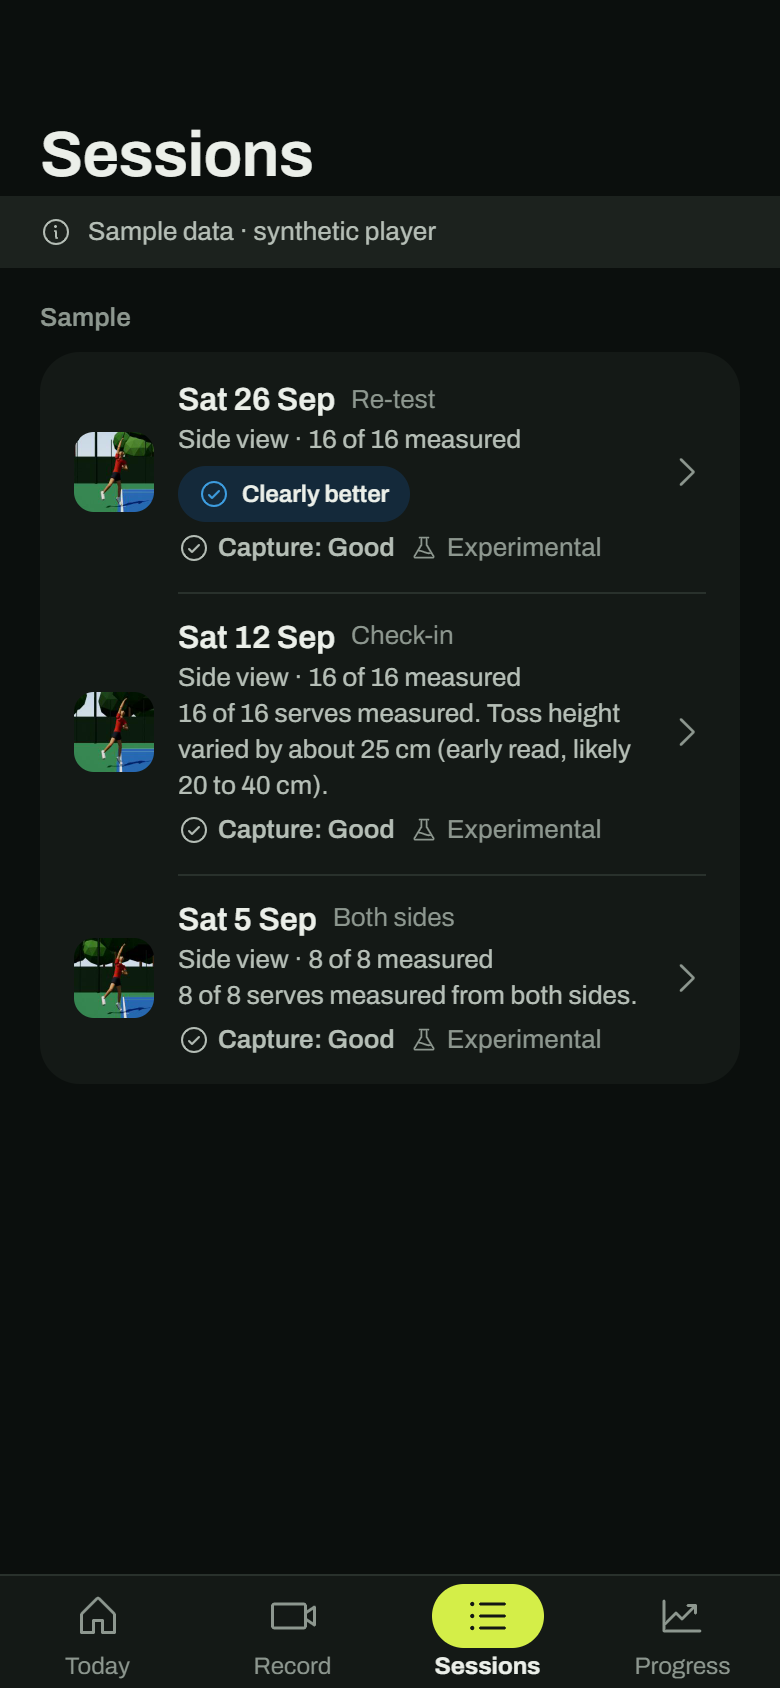 Sessions
Sample data · synthetic player
Sample
Sat 26 Sep Re-test
Side view · 16 of 16 measured
Clearly better
Capture: Good Experimental
Sat 12 Sep Check-in
Side view · 16 of 16 measured
16 of 16 serves measured. Toss height
varied by about 25 cm (early read, likely
20 to 40 cm).
Capture: Good Experimental
Sat 5 Sep Both sides
Side view · 8 of 8 measured
8 of 8 serves measured from both sides.
Capture: Good Experimental
Today Record Sessions Progress